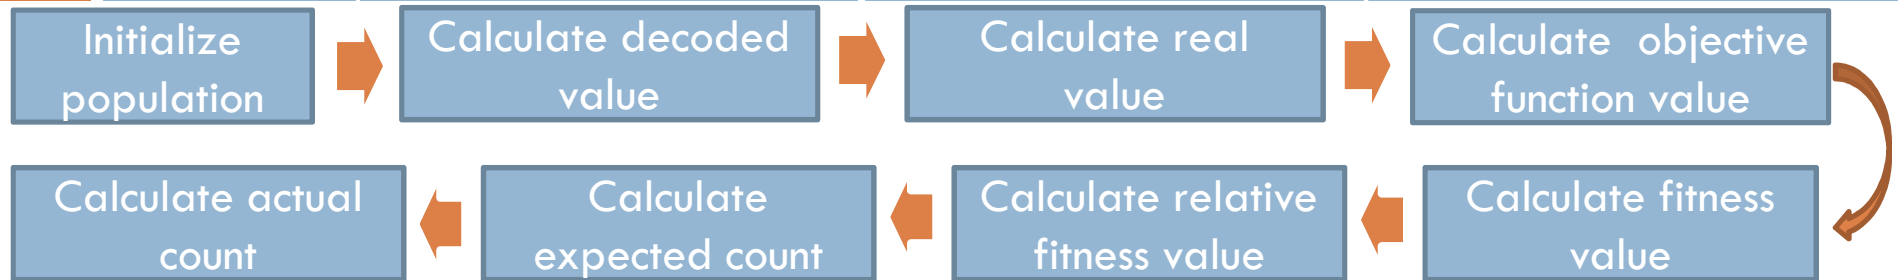 Initialize
population
Calculate decoded
value
Calculate real
value
Calculate objective
function value
Calculate fitness
value
Calculate relative
fitness value
Calculate
expected count
Calculate actual
count